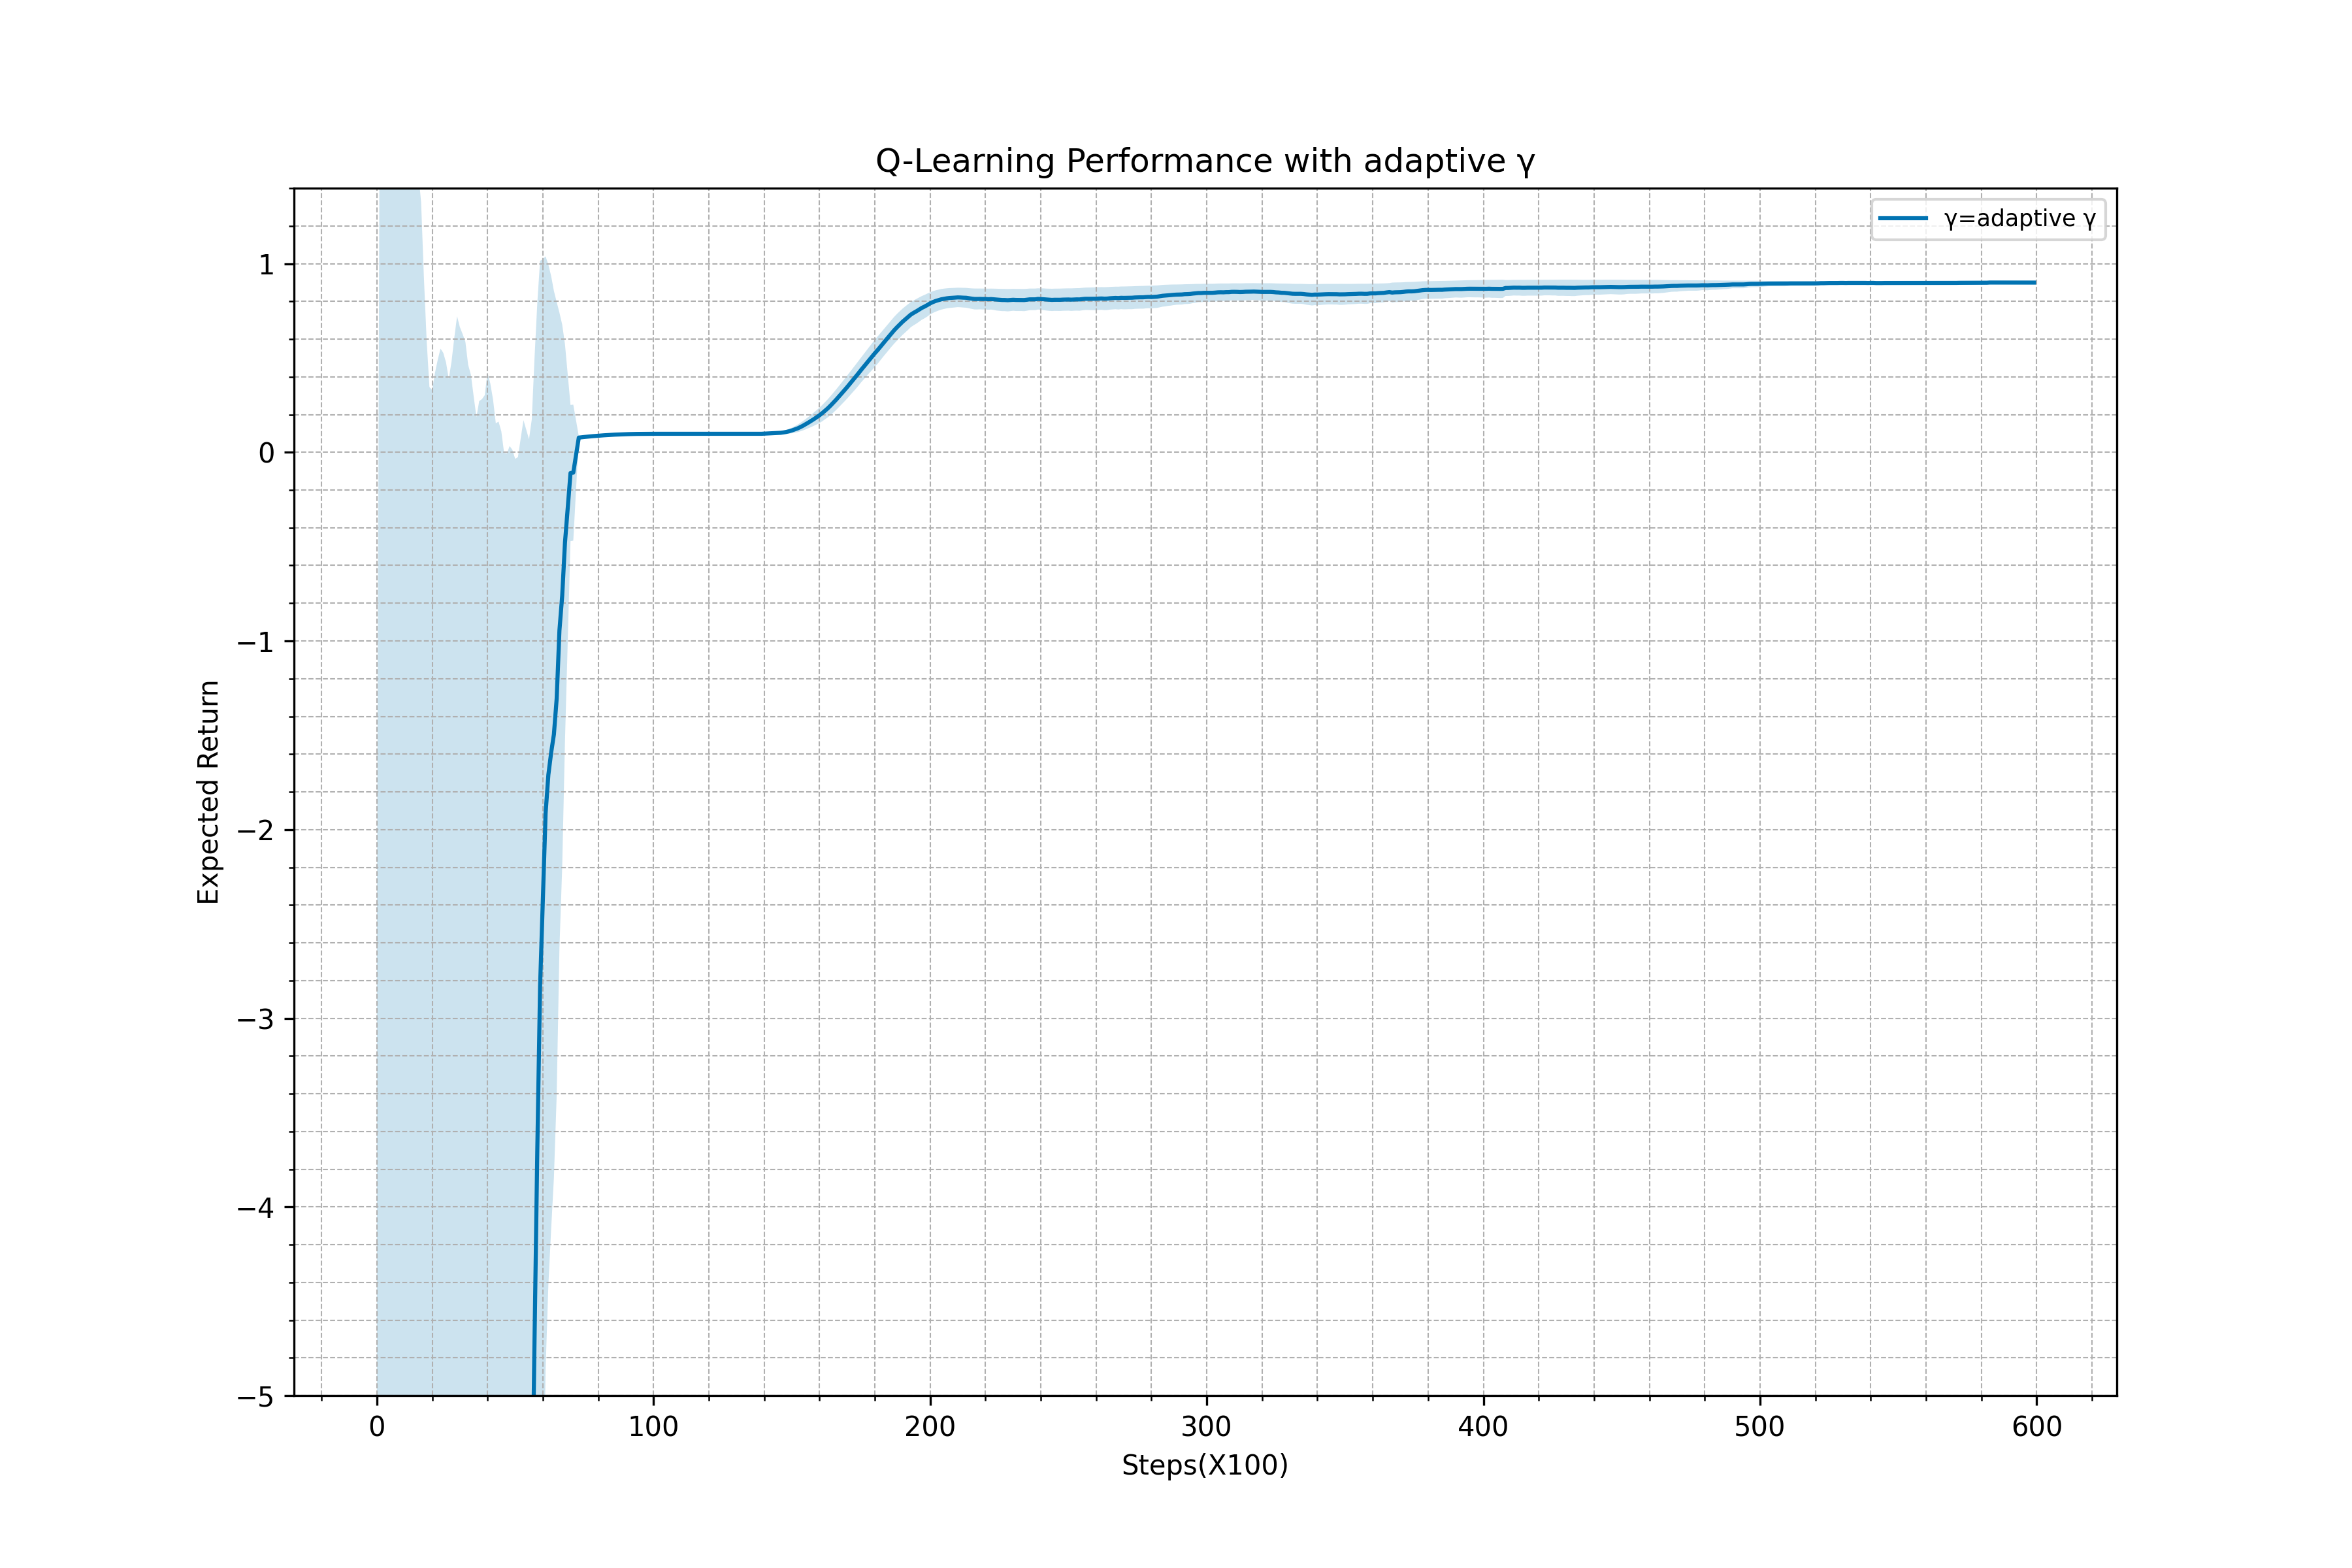 Q-Learning Performance with adaptive γ
γ=adaptive γ
Expected Return
1
0
−1
−2
−3
−4
−5
0 100 200 300 400 500 600
Steps(X100)